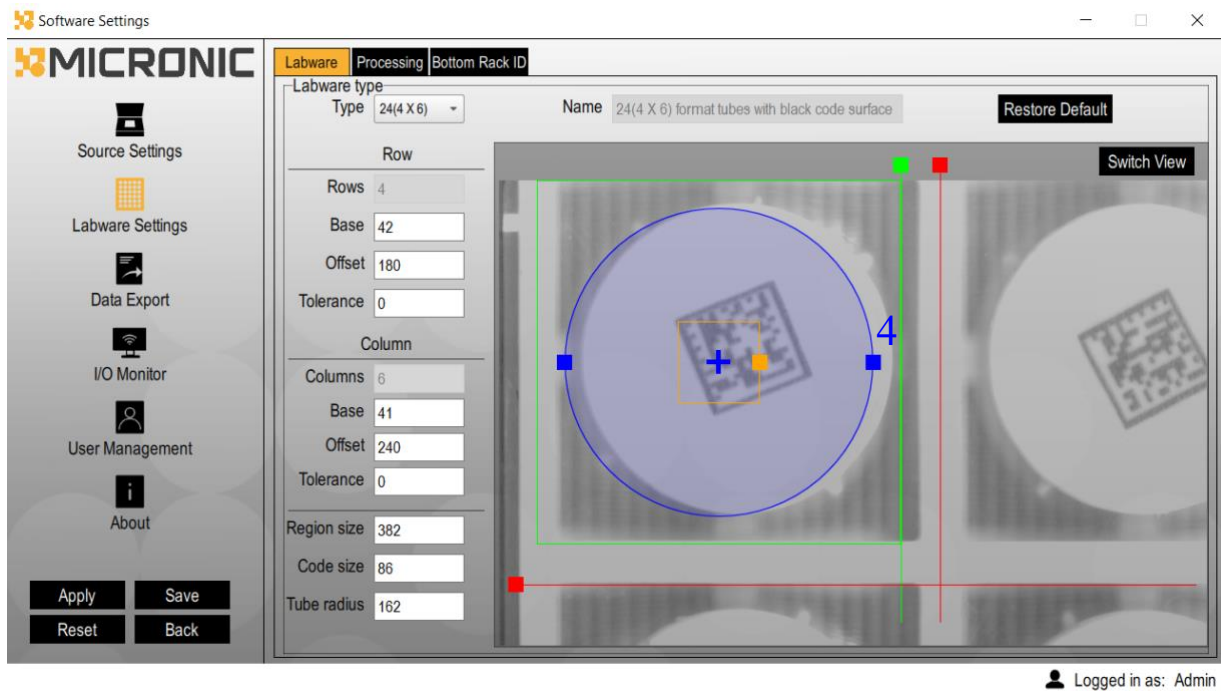 Software Settings
MICRONIC
Source Settings
Labware Settings
Data Export
I/O Monitor
User Management
About
Apply Save
Reset Back
Labware Processing Bottom Rack ID
Labware type
Type 24(4 X 6) Name 24(4 X 6) format tubes with black code surface Restore Default
Switch View
Row
Rows 4
Base 42
Offset 180
Tolerance 0
Column
Columns 6
Base 41
Offset 240
Tolerance 0
Region size 382
Code size 86
Tube radius 162
4
Logged in as: Admin